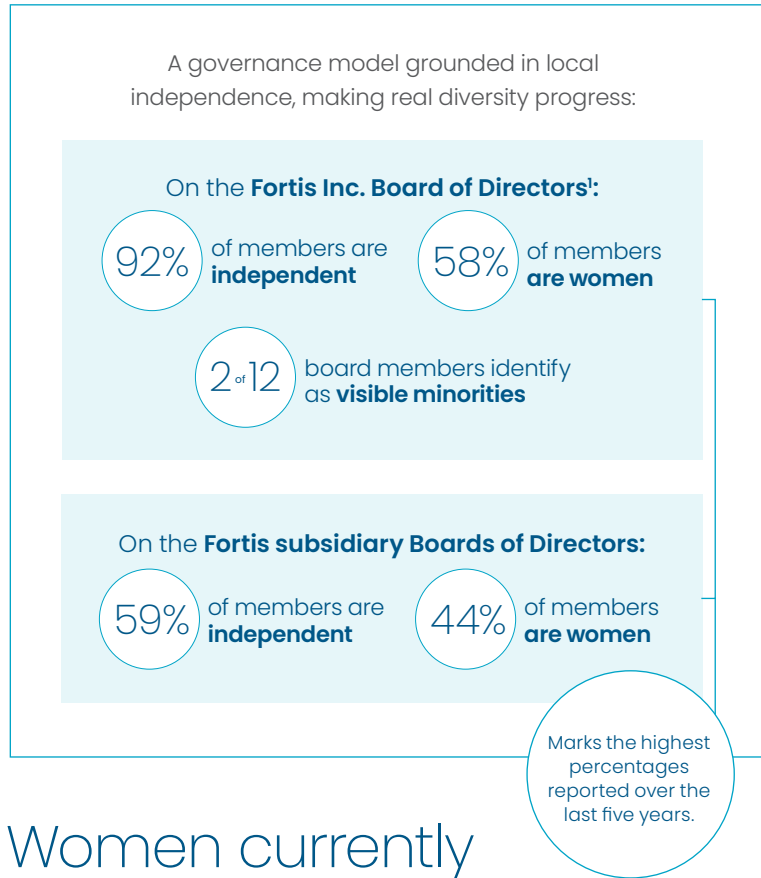 A governance model grounded in local
independence, making real diversity progress:
On the Fortis Inc. Board of Directors¹:
92%
of members are
independent
58%
of members
are women
2 of 12
board members identify
as visible minorities
On the Fortis subsidiary Boards of Directors:
59%
of members are
independent
44%
of members
are women
Marks the highest
percentages
reported over the
last five years.
Women currently